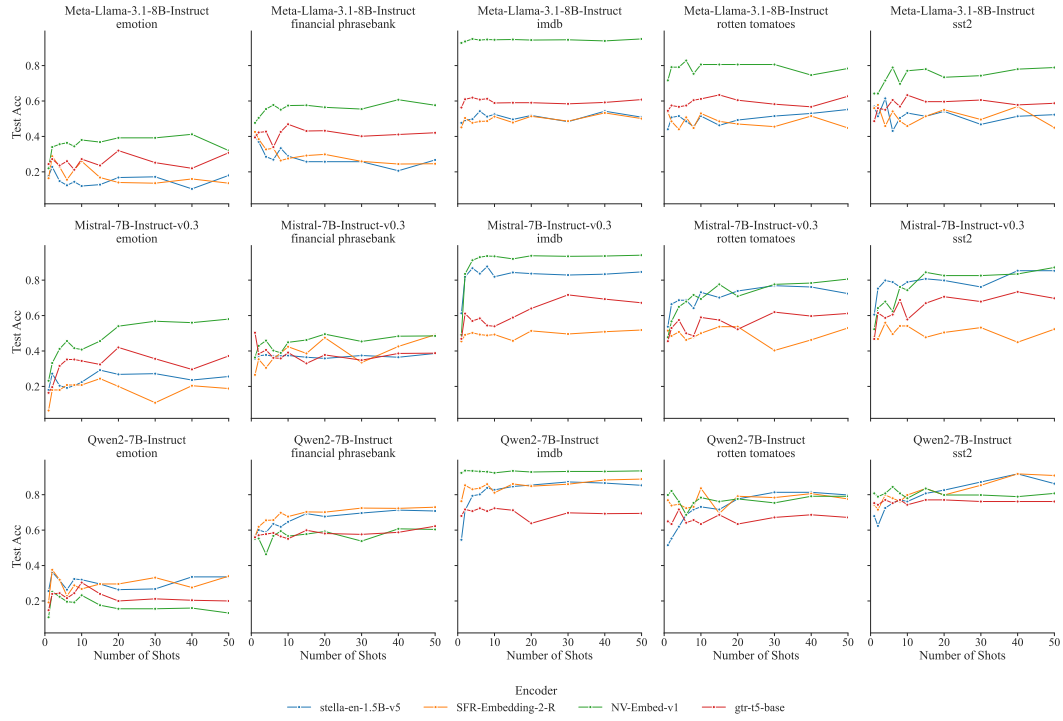 Meta-Llama-3.1-8B-Instruct
emotion
Meta-Llama-3.1-8B-Instruct
financial phrasebank
Meta-Llama-3.1-8B-Instruct
imdb
Meta-Llama-3.1-8B-Instruct
rotten tomatoes
Meta-Llama-3.1-8B-Instruct
sst2
Test Acc
0.8
0.6
0.4
0.2
Mistral-7B-Instruct-v0.3
emotion
Mistral-7B-Instruct-v0.3
financial phrasebank
Mistral-7B-Instruct-v0.3
imdb
Mistral-7B-Instruct-v0.3
rotten tomatoes
Mistral-7B-Instruct-v0.3
sst2
Test Acc
0.8
0.6
0.4
0.2
Qwen2-7B-Instruct
emotion
Qwen2-7B-Instruct
financial phrasebank
Qwen2-7B-Instruct
imdb
Qwen2-7B-Instruct
rotten tomatoes
Qwen2-7B-Instruct
sst2
Test Acc
0.8
0.6
0.4
0.2
0 10 20 30 40 50
Number of Shots
0 10 20 30 40 50
Number of Shots
0 10 20 30 40 50
Number of Shots
0 10 20 30 40 50
Number of Shots
0 10 20 30 40 50
Number of Shots
Encoder
stella-en-1.5B-v5 SFR-Embedding-2-R NV-Embed-v1 gtr-t5-base